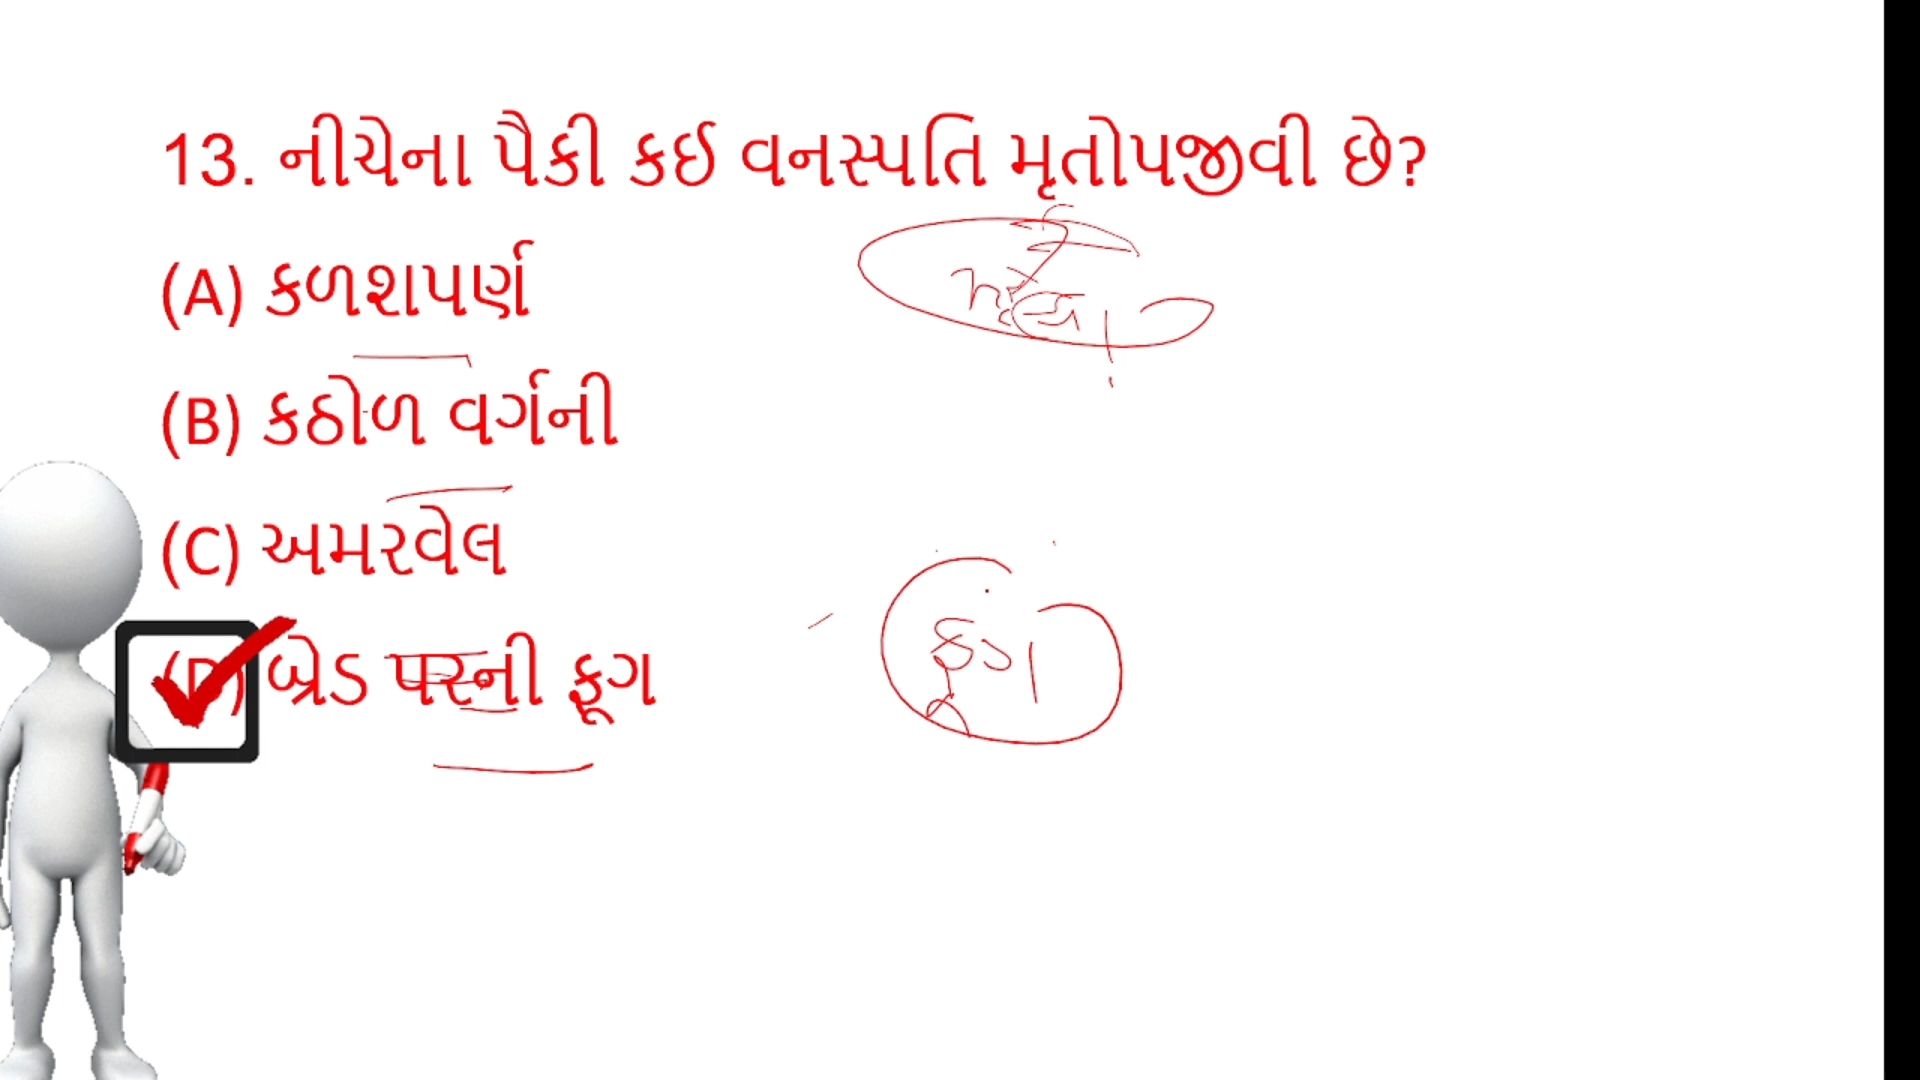 13. નીચેના પૈકી કઈ વનસ્પતિ મૃતોપજીવી છે?
(A) કળશપર્ણ
(B) કઠોળ વર્ગની
(C) અમરવેલ
(D) બ્રેડ પરની ફૂગ
ફૂગ